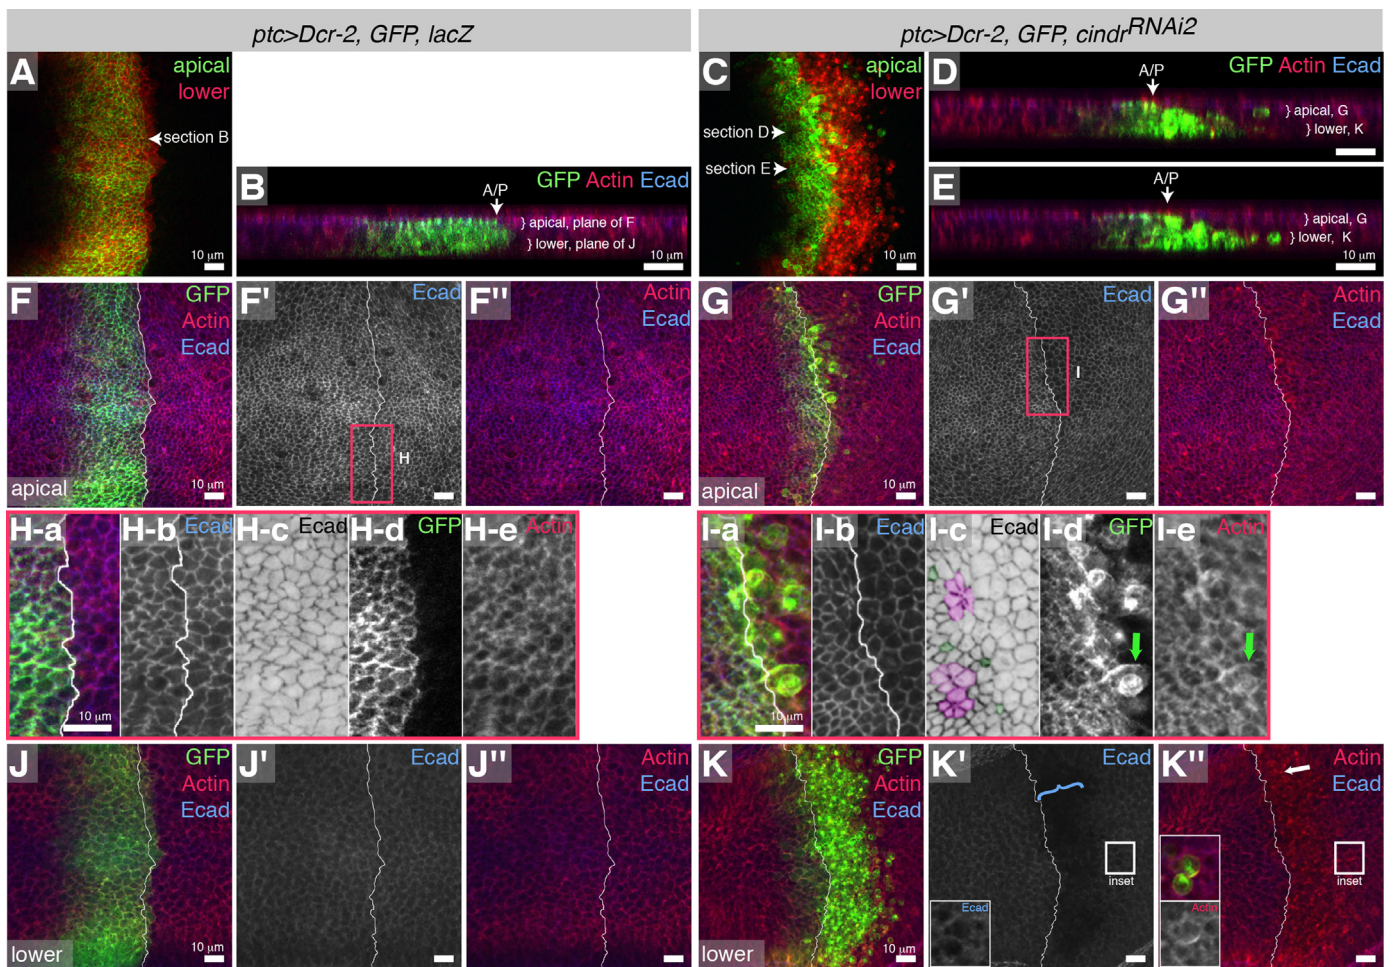 ptc>Dcr-2, GFP, lacZ
ptc>Dcr-2, GFP, cindrRNAi2
A
apical
lower
section B
10 µm
B
GFP Actin Ecad
A/P
} apical, plane of F
} lower, plane of J
10 µm
C
apical
lower
section D
section E
10 µm
D
GFP Actin Ecad
A/P
} apical, G
} lower, K
E
A/P
} apical, G
} lower, K
10 µm
F
GFP
Actin
Ecad
apical
10 µm
F'
Ecad
H
F''
Actin
Ecad
G
GFP
Actin
Ecad
apical
10 µm
G'
Ecad
I
G''
Actin
Ecad
H-a
10 µm
H-b
Ecad
H-c
Ecad
H-d
GFP
H-e
Actin
I-a
10 µm
I-b
Ecad
I-c
Ecad
I-d
GFP
I-e
Actin
J
GFP
Actin
Ecad
lower
10 µm
J'
Ecad
J''
Actin
Ecad
K
GFP
Actin
Ecad
lower
10 µm
K'
Ecad
inset
Ecad
K''
Actin
Ecad
inset
Actin